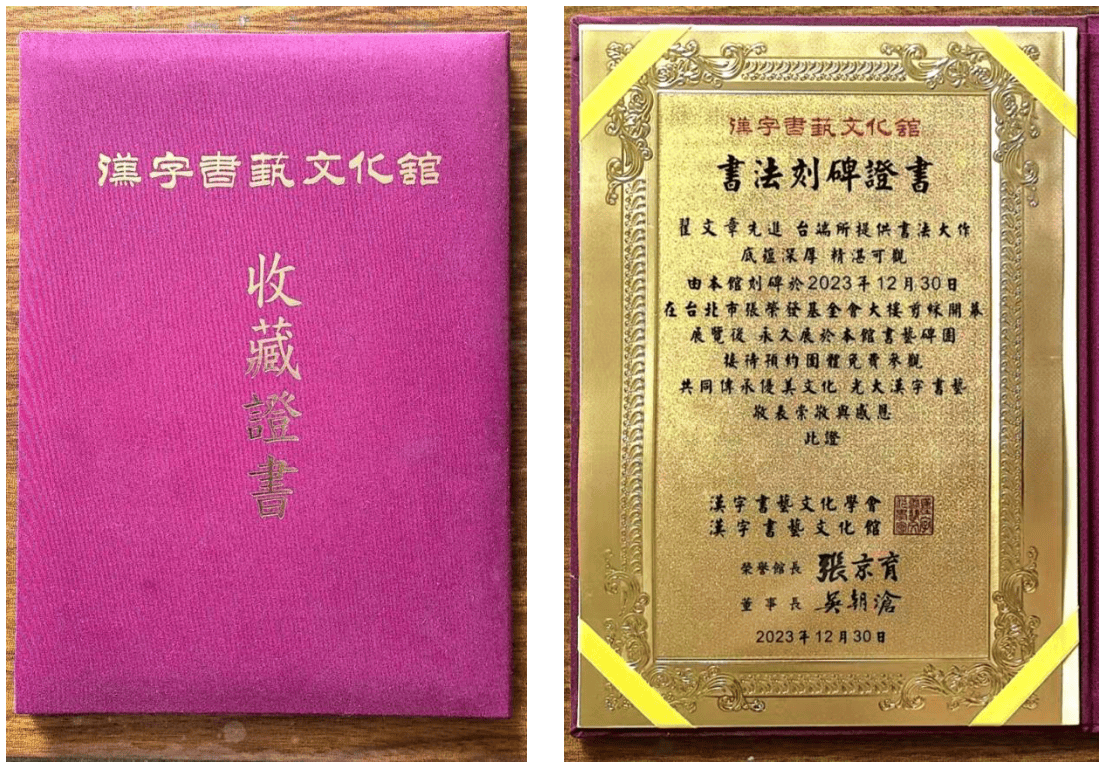 漢字書藝文化舘
收藏證書
漢字書藝文化舘
書法刻碑證書
翟文章先進 台端所提供書法大作
底蘊深厚 精湛可觀
由本館刻碑於2023年12月30日
在台北市張榮發基金會大樓剪綵開幕
展覽後 永久展於本館書藝碑園
接待預約團體免費參觀
共同傳承優美文化 光大漢字書藝
敬表崇敬與感恩
此證
漢字書藝文化學會
漢字書藝文化館
榮譽館長 張京育
董事長 吳朝滄
2023年12月30日